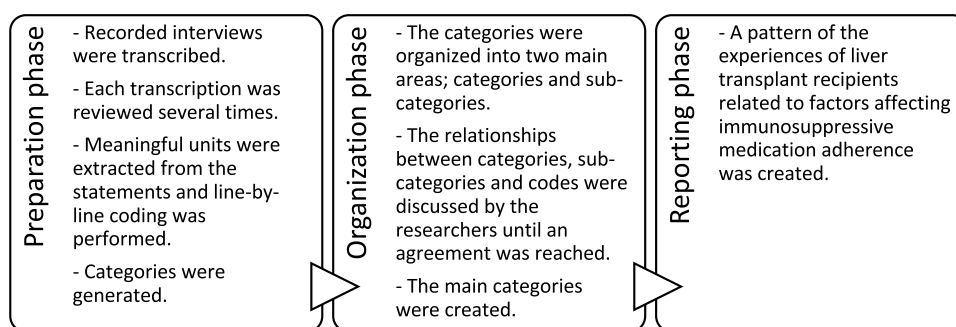 Preparation phase
- Recorded interviews
were transcribed.
- Each transcription was
reviewed several times.
- Meaningful units were
extracted from the
statements and line-by-
line coding was
performed.
- Categories were
generated.
Organization phase
- The categories were
organized into two main
areas; categories and sub-
categories.
- The relationships
between categories, sub-
categories and codes were
discussed by the
researchers until an
agreement was reached.
- The main categories
were created.
Reporting phase
- A pattern of the
experiences of liver
transplant recipients
related to factors affecting
immunosuppressive
medication adherence
was created.